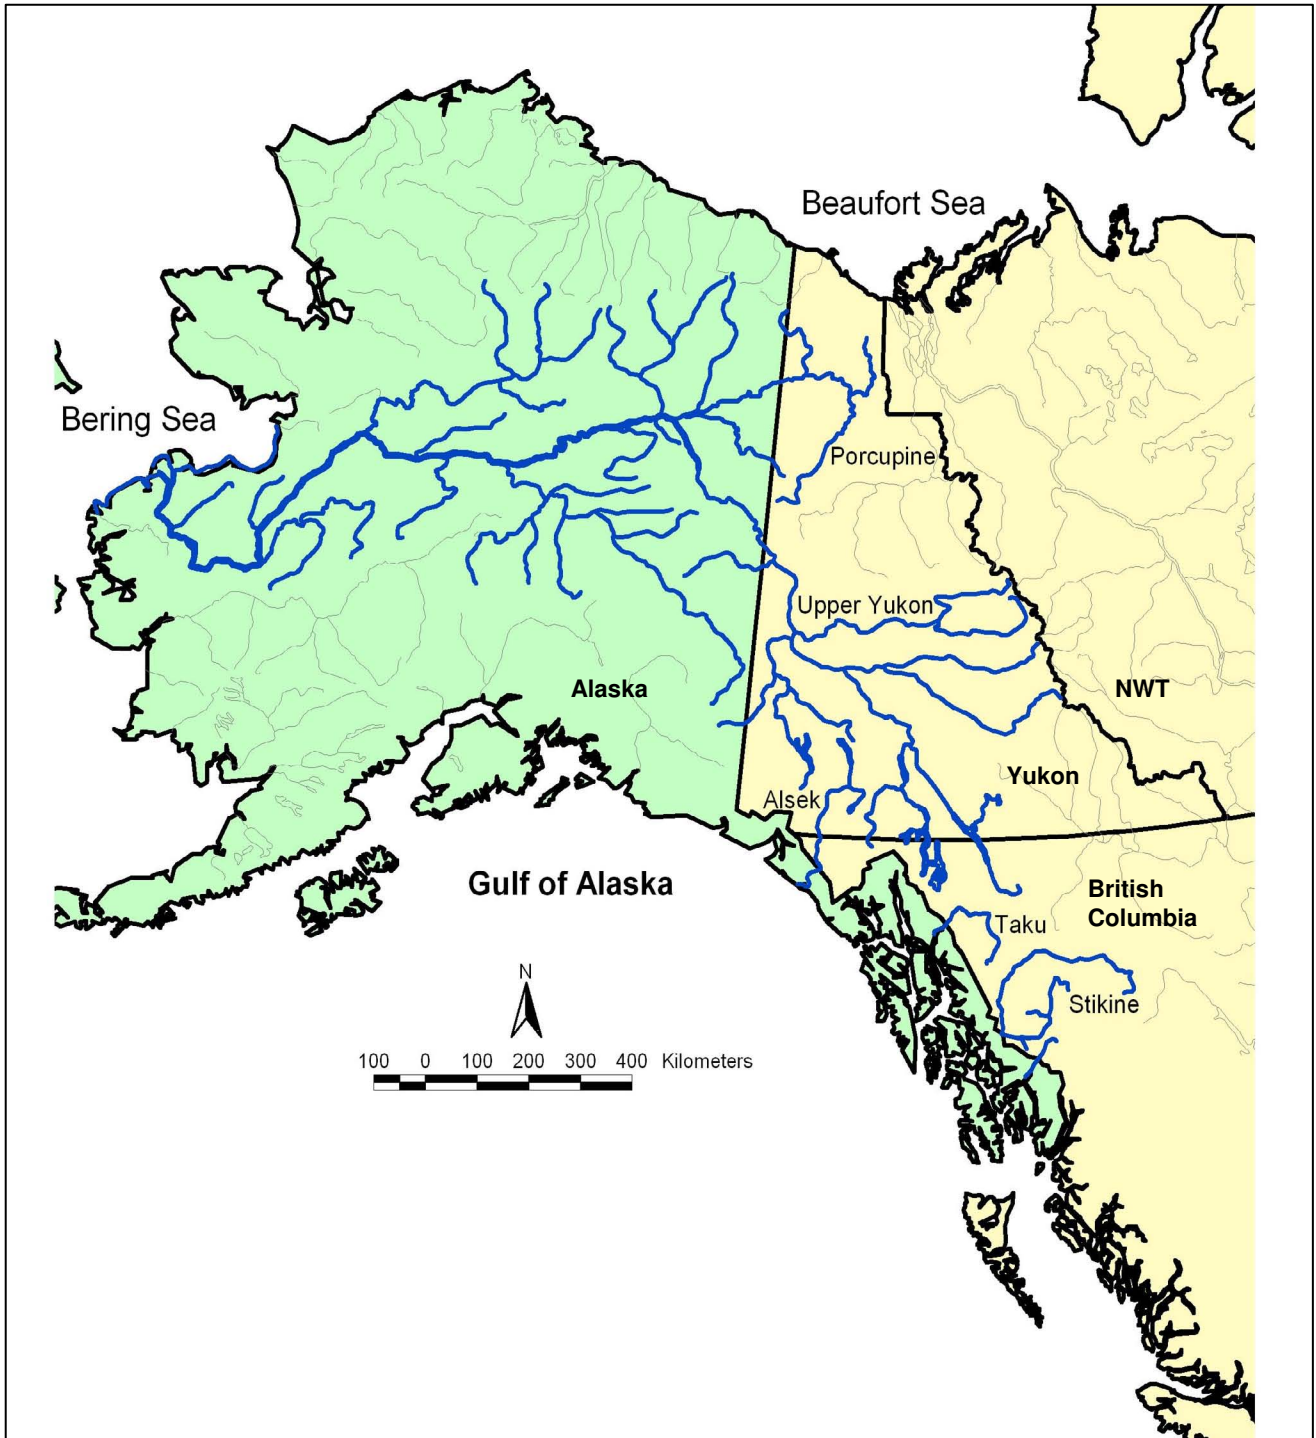 Beaufort Sea
Bering Sea
Porcupine
Upper Yukon
Alaska
NWT
Yukon
Alsek
Gulf of Alaska
British
Columbia
Taku
Stikine
N
100 0 100 200 300 400 Kilometers